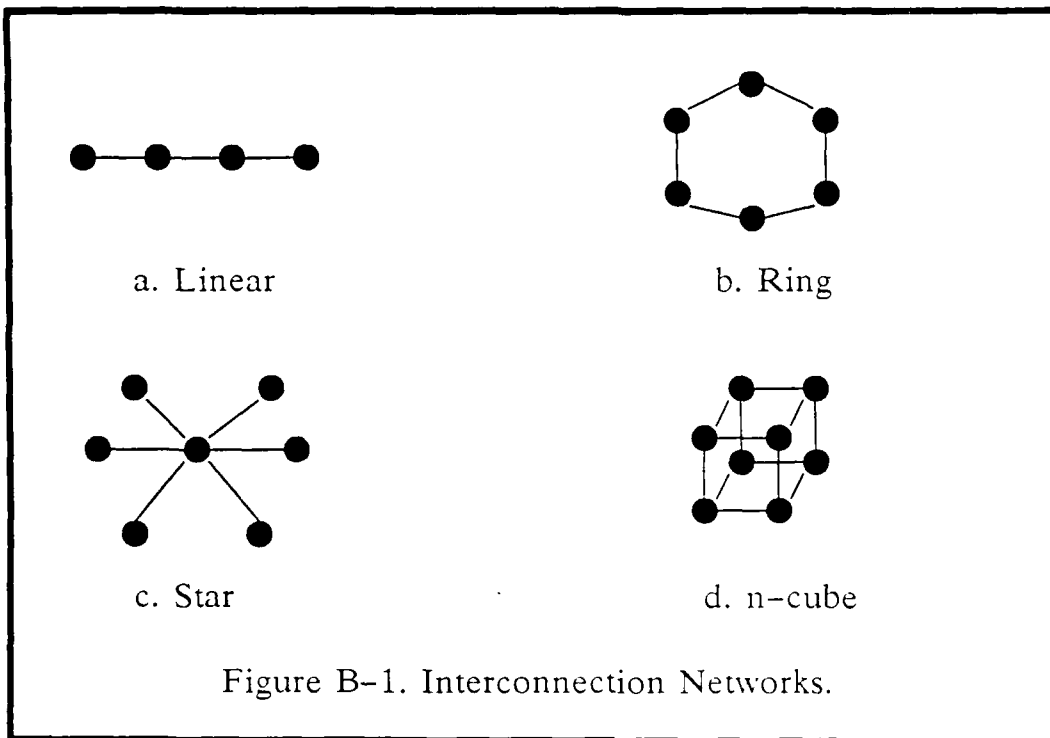 a. Linear
b. Ring
c. Star
d. n-cube
Figure B-1. Interconnection Networks.